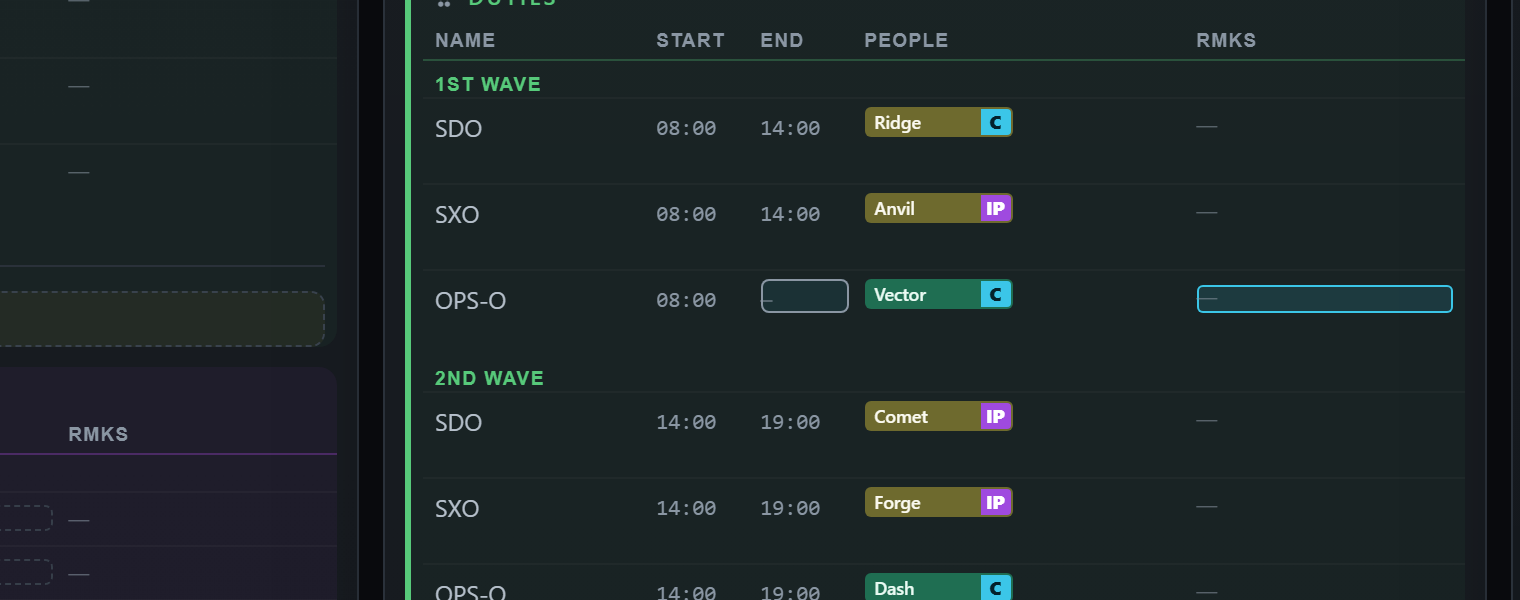 —
—
—
RMKS
—
—
DUTIES
NAME START END PEOPLE RMKS
1ST WAVE
SDO 08:00 14:00 Ridge C —
SXO 08:00 14:00 Anvil IP —
OPS-O 08:00 — Vector C —
2ND WAVE
SDO 14:00 19:00 Comet IP —
SXO 14:00 19:00 Forge IP —
OPS-O 14:00 19:00 Dash C —